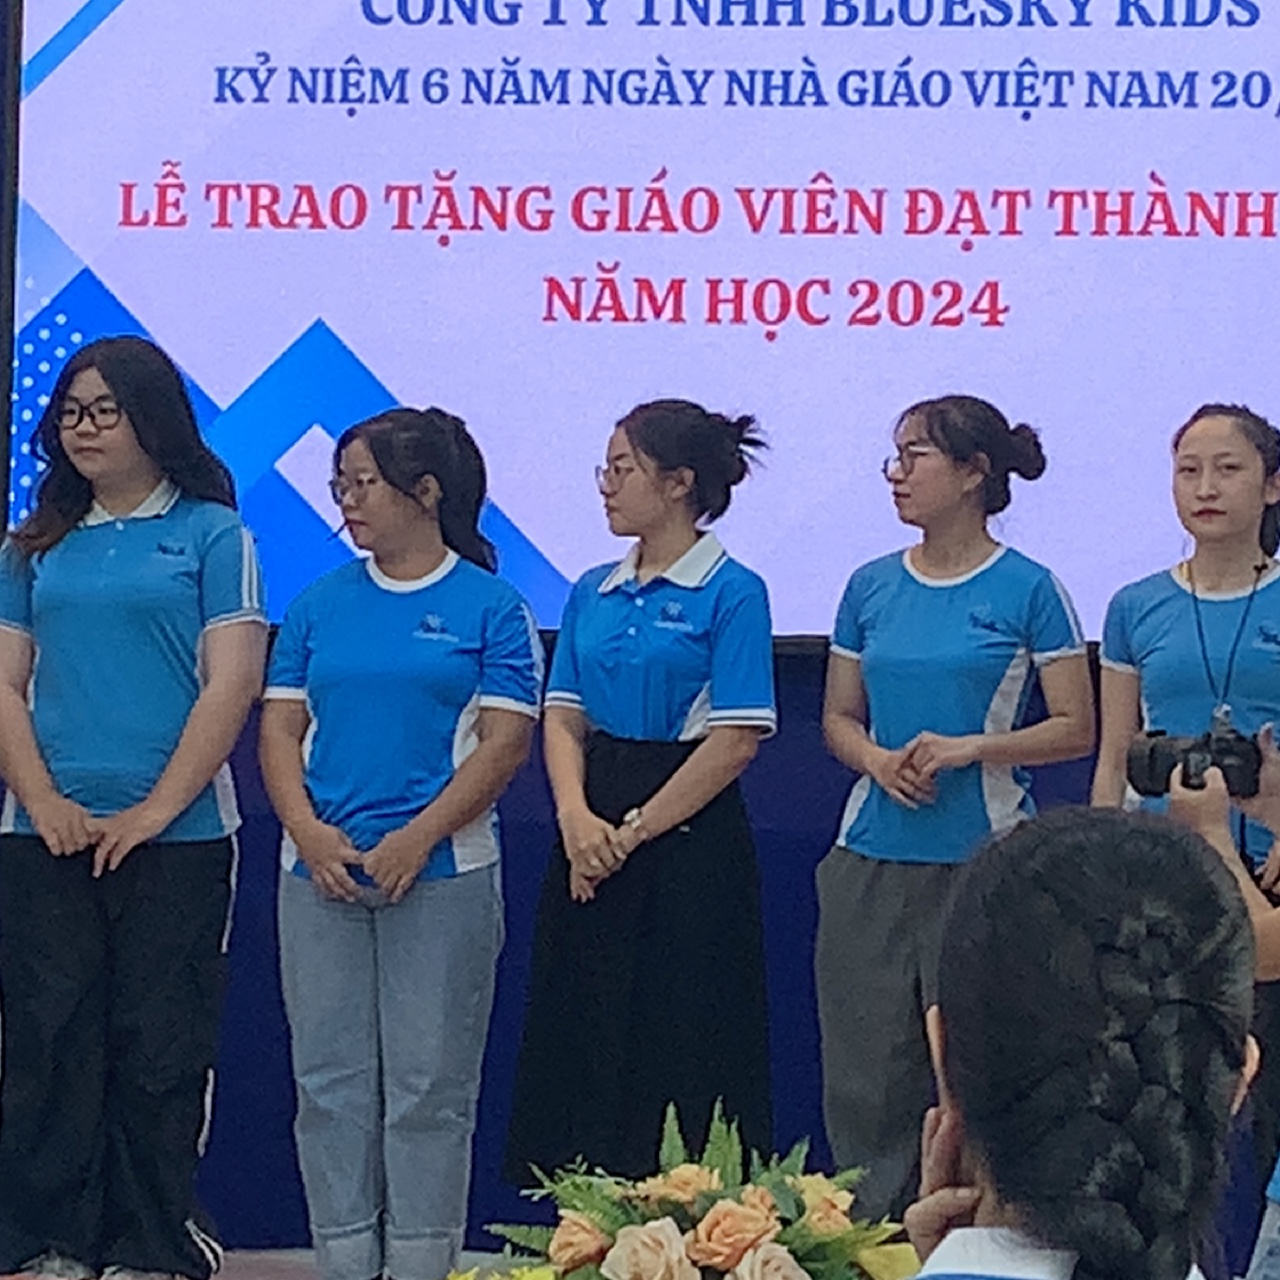 CÔNG TY TNHH BLUESKY KIDS
KỶ NIỆM 6 NĂM NGÀY NHÀ GIÁO VIỆT NAM 20/
LỄ TRAO TẶNG GIÁO VIÊN ĐẠT THÀNH
NĂM HỌC 2024